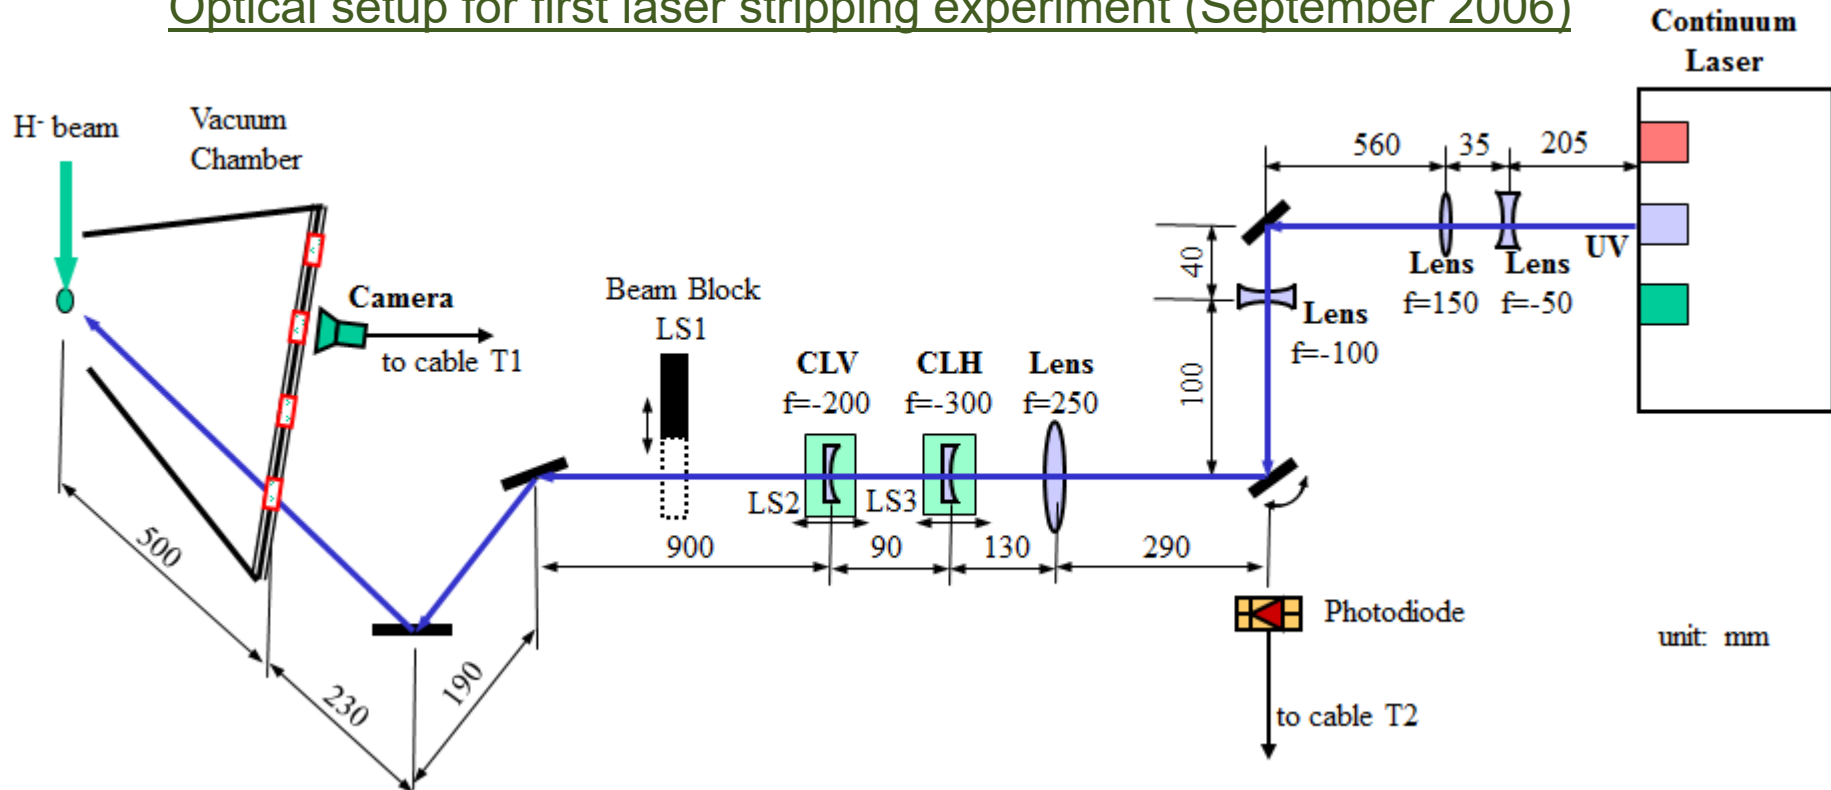 Optical setup for first laser stripping experiment (September 2006)
Continuum
Laser
H- beam
Vacuum
Chamber
560
35
205
UV
Lens
f=150
Lens
f=-50
40
Lens
f=-100
100
Camera
to cable T1
Beam Block
LS1
CLV
f=-200
CLH
f=-300
Lens
f=250
LS2
LS3
900
90
130
290
500
230
190
Photodiode
to cable T2
unit: mm